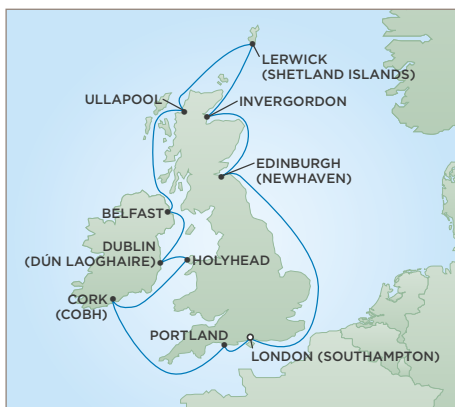 LERWICK
(SHETLAND ISLANDS)
ULLAPOOL
INVERGORDON
EDINBURGH
(NEWHAVEN)
BELFAST
DUBLIN
(DÚN LAOGHAIRE)
HOLYHEAD
CORK
(COBH)
PORTLAND
LONDON (SOUTHAMPTON)